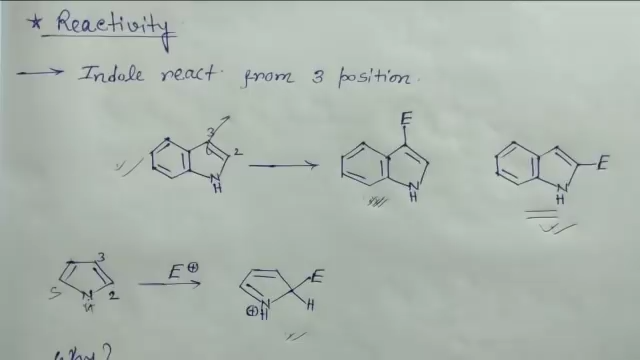 * Reactivity
→ Indole react from 3 position.
3
2
N
H
E
N
H
E
N
H
3
5
N
H
2
E⊕
E
H
⊕N
H
Why?